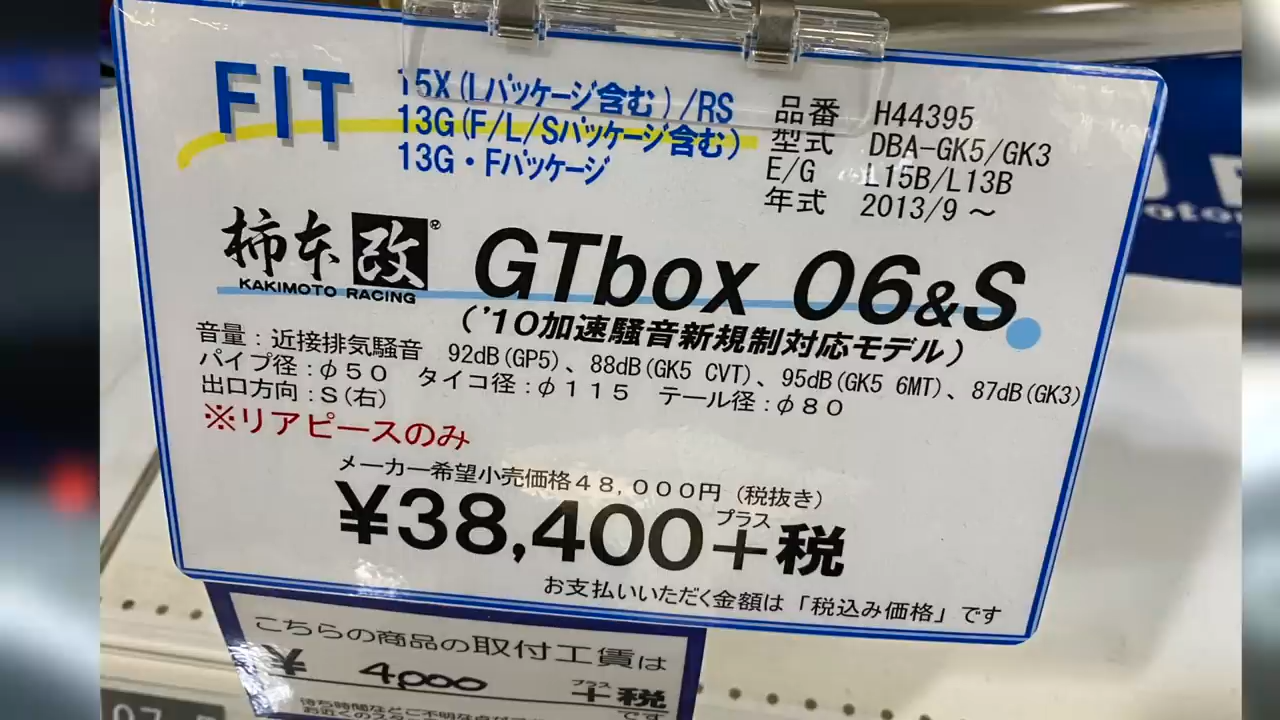 FIT
15X(Lパッケージ含む)/RS
13G(F/L/Sパッケージ含む)
13G・Fパッケージ
品番 H44395
型式 DBA-GK5/GK3
E/G L15B/L13B
年式 2013/9～
柿本改®
KAKIMOTO RACING
GTbox 06&S
('10加速騒音新規制対応モデル)
音量：近接排気騒音 92dB(GP5)、88dB(GK5 CVT)、95dB(GK5 6MT)、87dB(GK3)
パイプ径：φ50 タイコ径：φ115 テール径：φ80
出口方向：S(右)
※リアピースのみ
メーカー希望小売価格48,000円（税抜き）
¥38,400＋税
プラス
お支払いいただく金額は「税込み価格」です
こちらの商品の取付工賃は
¥ 4,000 ＋税
プラス
です